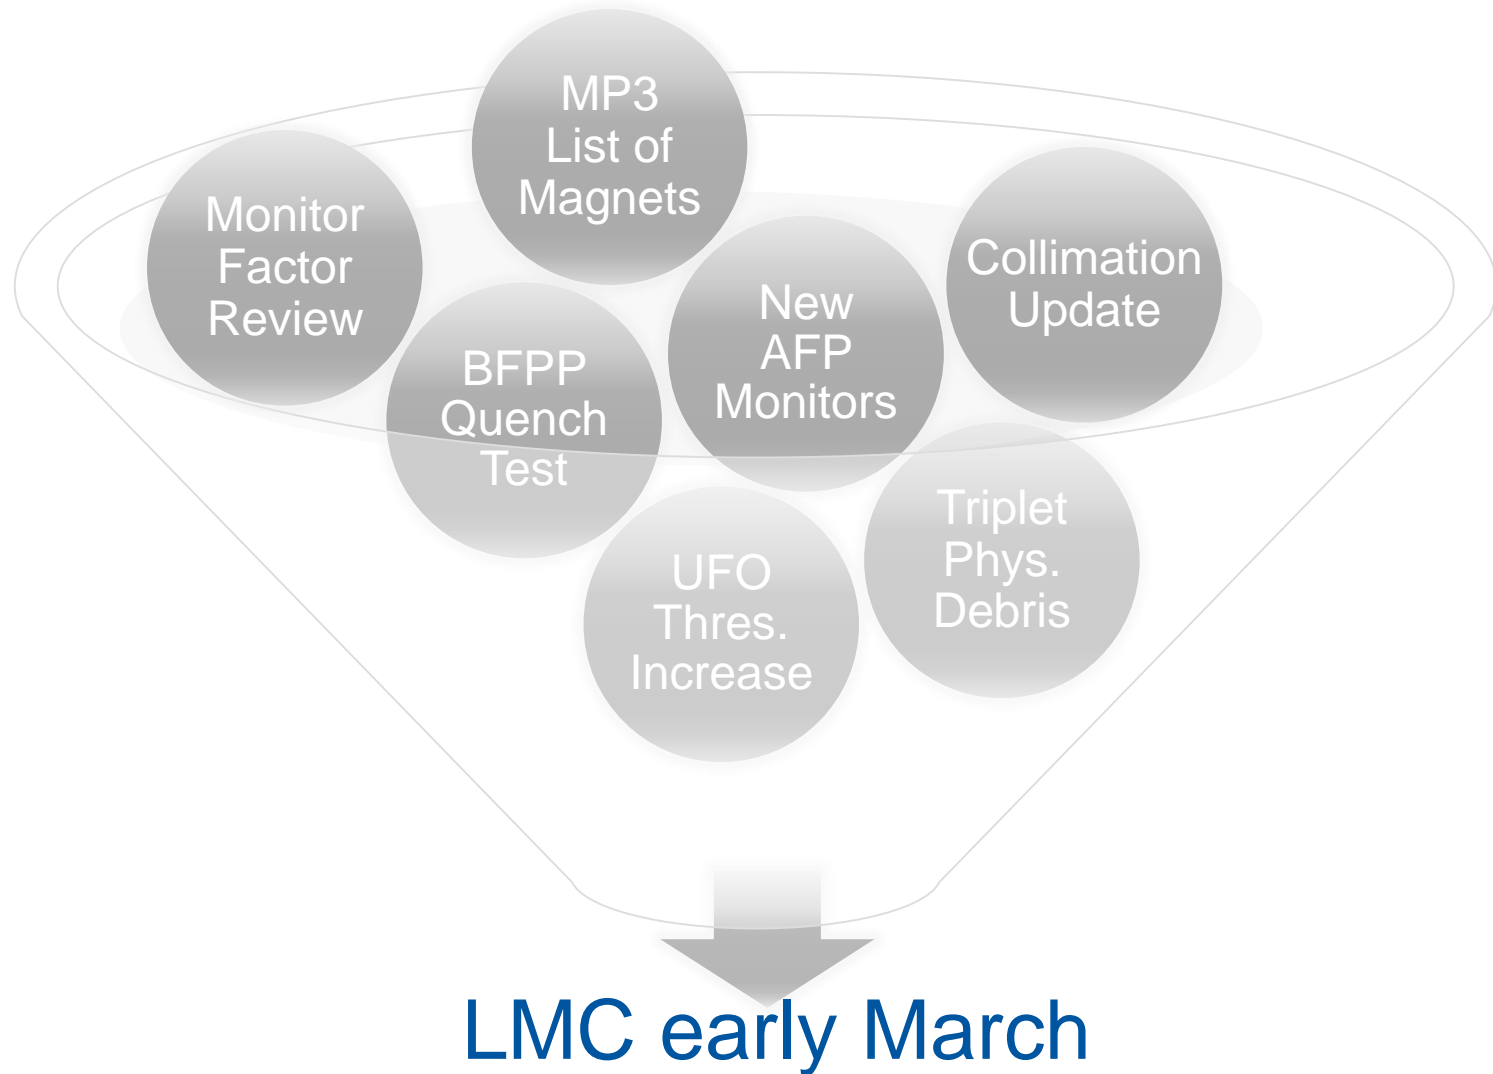 MP3
List of
Magnets
Monitor
Factor
Review
Collimation
Update
New
AFP
Monitors
BFPP
Quench
Test
Triplet
Phys.
Debris
UFO
Thres.
Increase
LMC early March